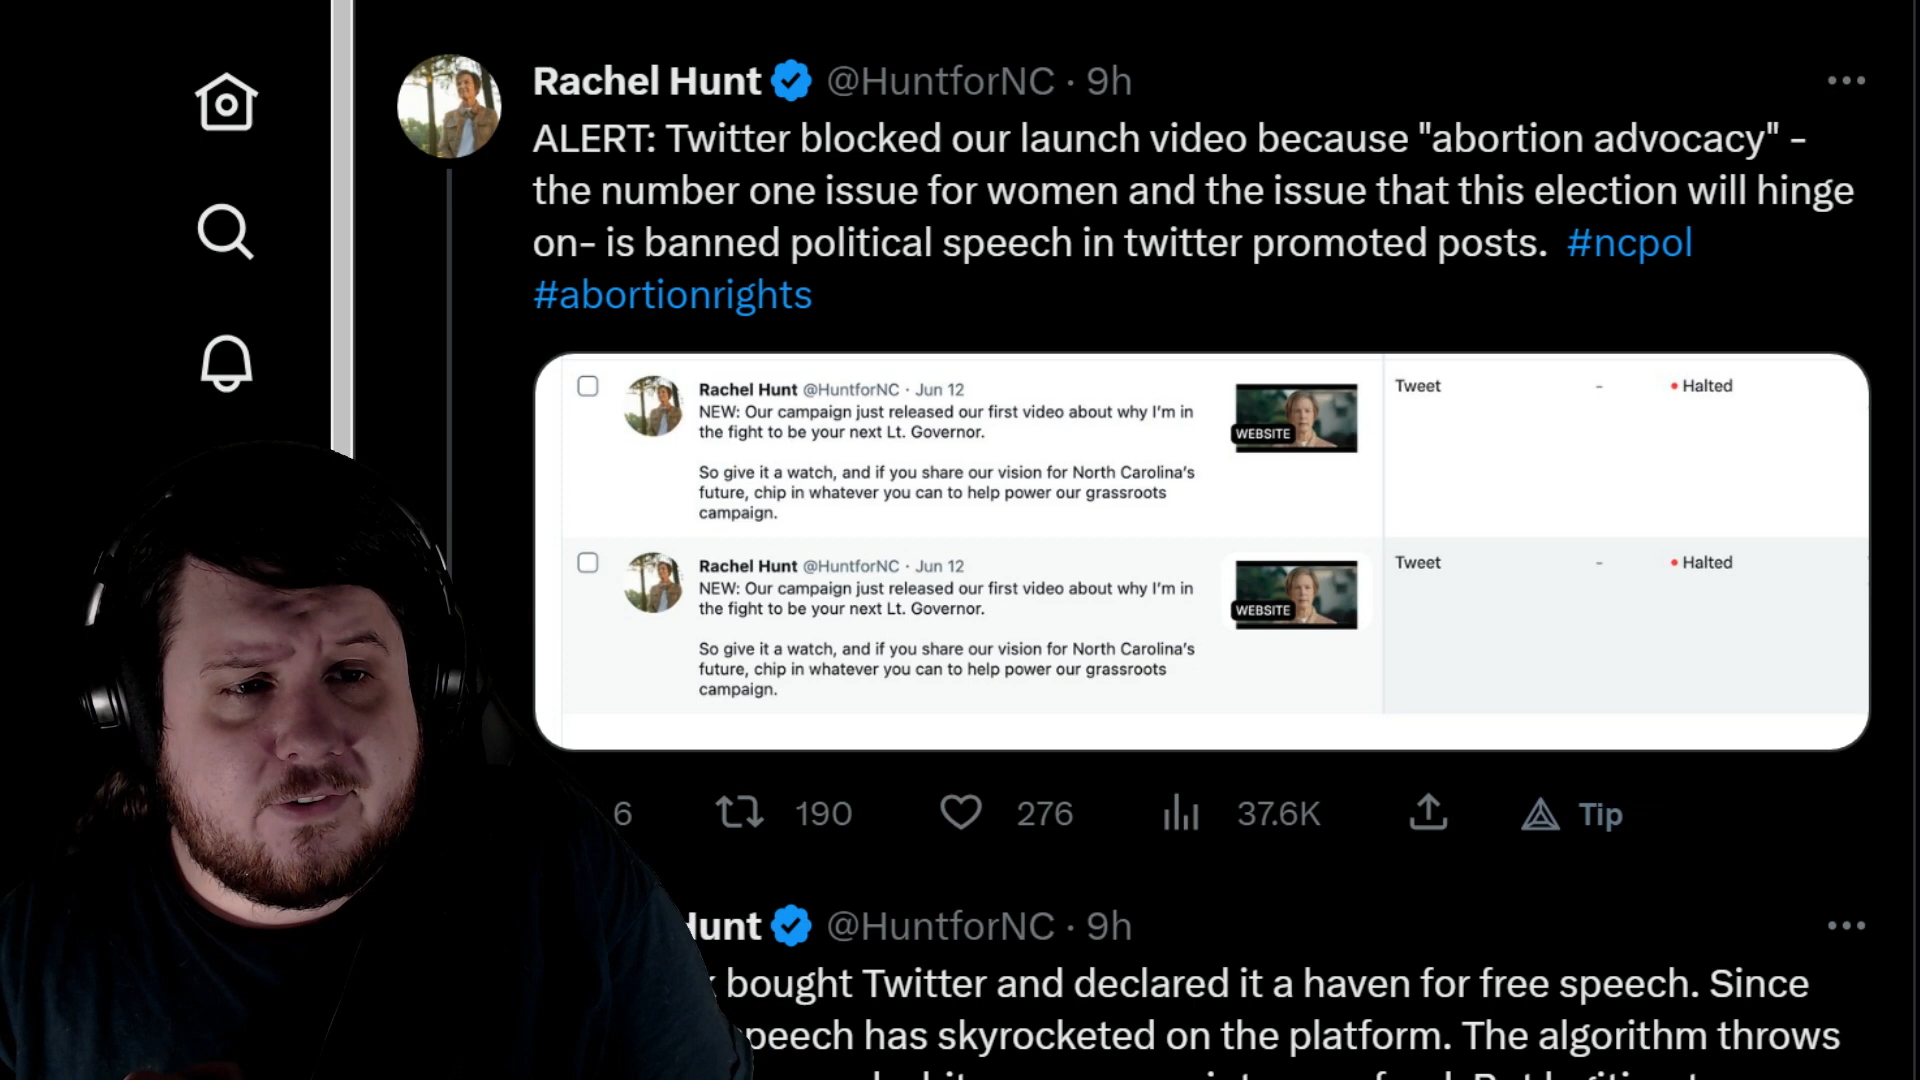 Rachel Hunt @HuntforNC · 9h
ALERT: Twitter blocked our launch video because "abortion advocacy" -
the number one issue for women and the issue that this election will hinge
on- is banned political speech in twitter promoted posts. #ncpol
#abortionrights
Rachel Hunt @HuntforNC · Jun 12
NEW: Our campaign just released our first video about why I'm in
the fight to be your next Lt. Governor.
So give it a watch, and if you share our vision for North Carolina's
future, chip in whatever you can to help power our grassroots
campaign.
WEBSITE
Tweet - Halted
Rachel Hunt @HuntforNC · Jun 12
NEW: Our campaign just released our first video about why I'm in
the fight to be your next Lt. Governor.
So give it a watch, and if you share our vision for North Carolina's
future, chip in whatever you can to help power our grassroots
campaign.
WEBSITE
Tweet - Halted
6 190 276 37.6K Tip
Hunt @HuntforNC · 9h
bought Twitter and declared it a haven for free speech. Since
speech has skyrocketed on the platform. The algorithm throws